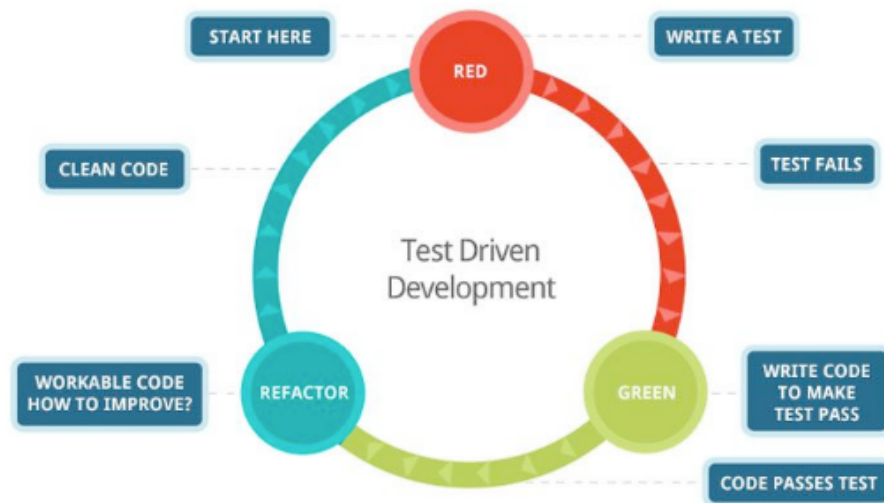 START HERE
RED
WRITE A TEST
CLEAN CODE
TEST FAILS
Test Driven
Development
WORKABLE CODE
HOW TO IMPROVE?
REFACTOR
GREEN
WRITE CODE
TO MAKE
TEST PASS
CODE PASSES TEST